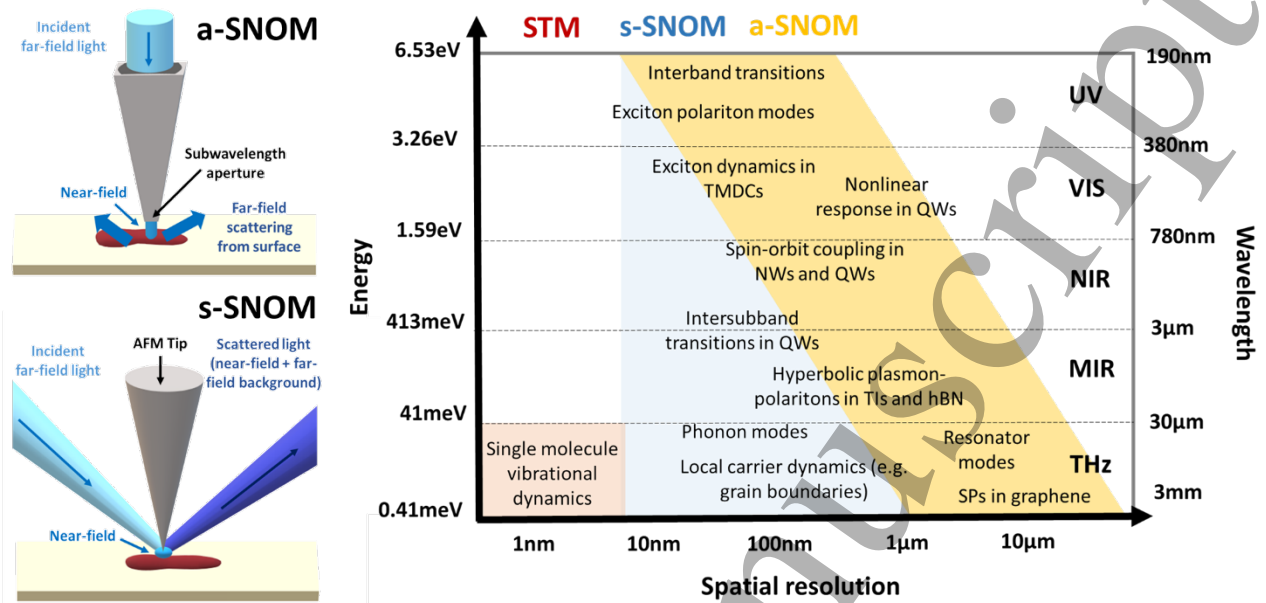 Incident
far-field light
a-SNOM
Subwavelength
aperture
Near-field
Far-field
scattering
from surface
s-SNOM
Incident
far-field light
AFM Tip
Scattered light
(near-field + far-
field background)
Near-field
STM
s-SNOM
a-SNOM
Energy
6.53eV
3.26eV
1.59eV
413meV
41meV
0.41meV
Interband transitions
Exciton polariton modes
Exciton dynamics in
TMDCs
Nonlinear
response in QWs
Spin-orbit coupling in
NWs and QWs
Intersubband
transitions in QWs
Hyperbolic plasmon-
polaritons in TIs and hBN
Phonon modes
Single molecule
vibrational
dynamics
Local carrier dynamics (e.g.
grain boundaries)
Resonator
modes
SPs in graphene
UV
VIS
NIR
MIR
THz
190nm
380nm
780nm
3µm
30µm
3mm
Wavelength
1nm
10nm
100nm
1µm
10µm
Spatial resolution
nuscript